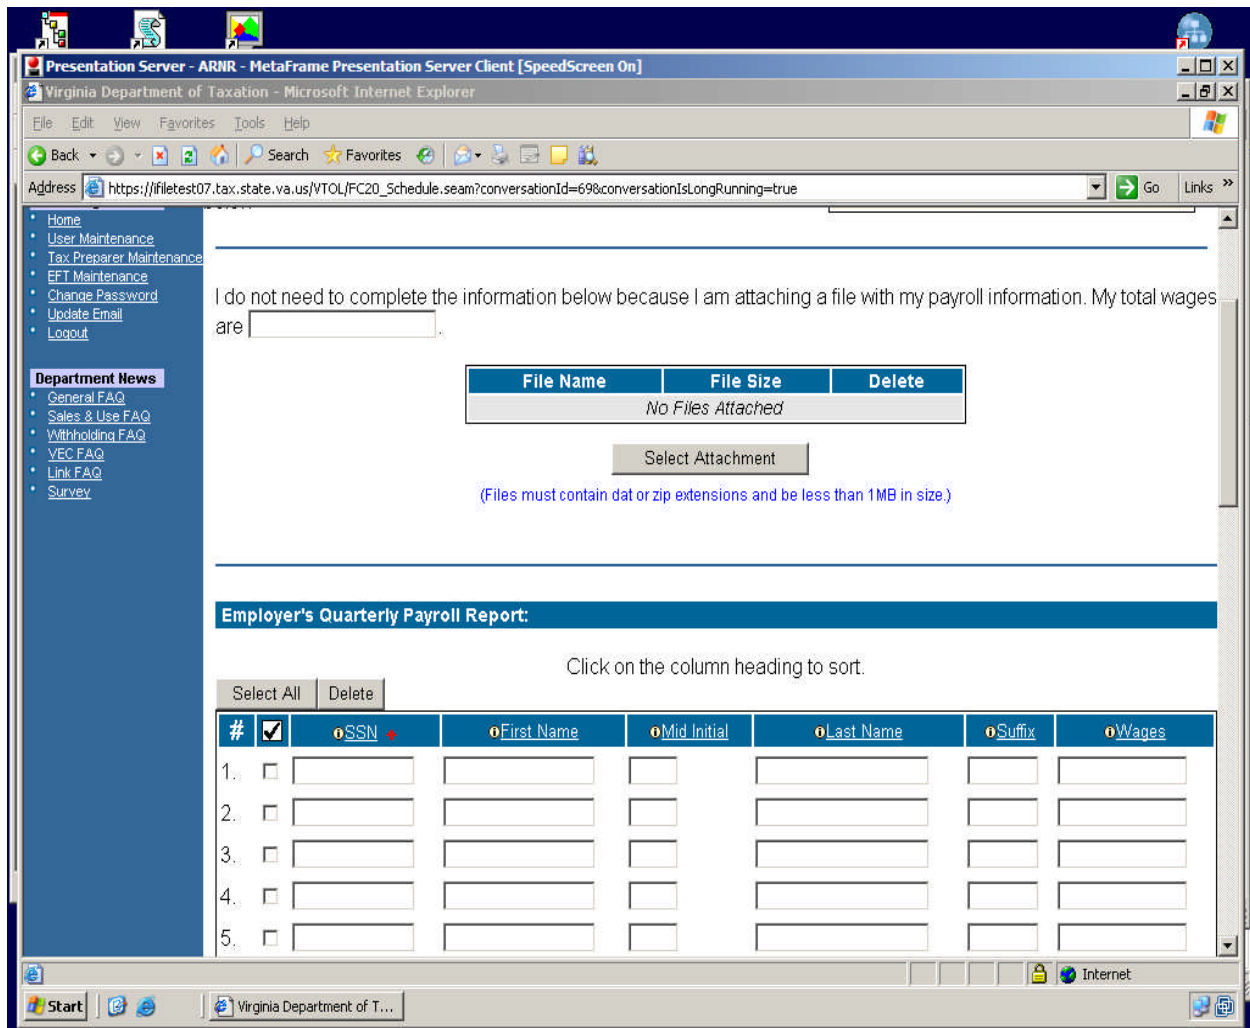 Presentation Server - ARNR - MetaFrame Presentation Server Client [SpeedScreen On]
Virginia Department of Taxation - Microsoft Internet Explorer
File Edit View Favorites Tools Help
Back Search Favorites
Address https://ifiletest07.tax.state.va.us/VTOL/FC20_Schedule.seam?conversationId=69&conversationIsLongRunning=true Go Links »
Home
User Maintenance
Tax Preparer Maintenance
EFT Maintenance
Change Password
Update Email
Logout
Department News
General FAQ
Sales & Use FAQ
Withholding FAQ
VEC FAQ
Link FAQ
Survey
I do not need to complete the information below because I am attaching a file with my payroll information. My total wages
are .
File Name File Size Delete
No Files Attached
Select Attachment
(Files must contain dat or zip extensions and be less than 1MB in size.)
Employer's Quarterly Payroll Report:
Click on the column heading to sort.
Select All Delete
# SSN First Name Mid Initial Last Name Suffix Wages
1.
2.
3.
4.
5.
Internet
Start Virginia Department of T...